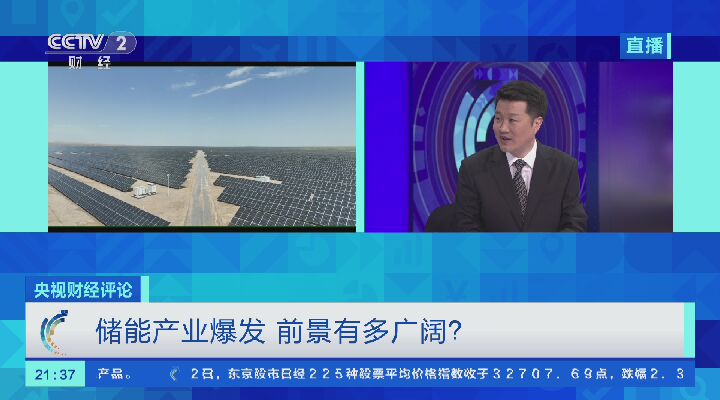 CCTV 2
财经
直播
央视财经评论
储能产业爆发 前景有多广阔?
21:37 产品。 2日,东京股市日经225种股票平均价格指数收于32707.69点,跌幅2.3